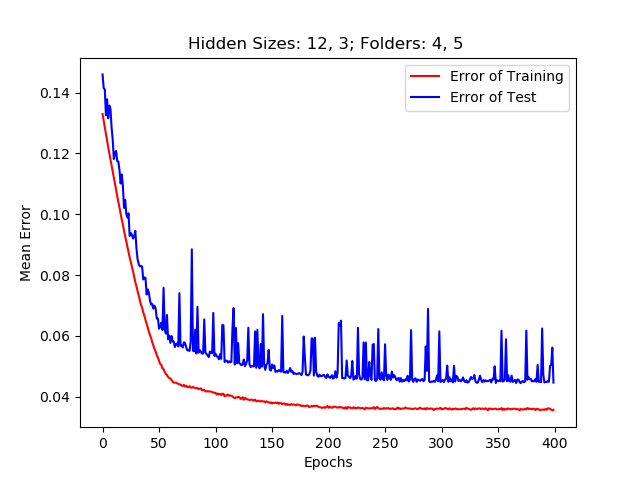 Hidden Sizes: 12, 3; Folders: 4, 5
Error of Training
Error of Test
Mean Error
0.14
0.12
0.10
0.08
0.06
0.04
0 50 100 150 200 250 300 350 400
Epochs